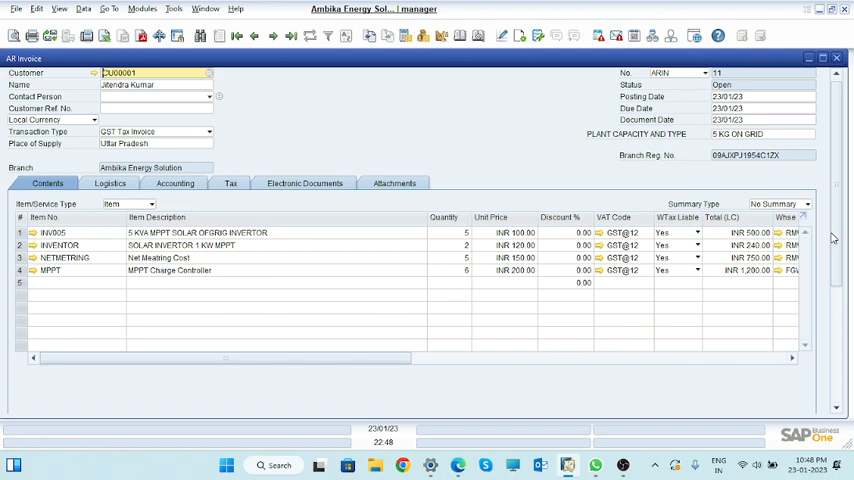 File Edit View Data Go To Modules Tools Window Help
Ambika Energy Sol... I manager
AR Invoice
Customer CU00001
Name Jitendra Kumar
Contact Person
Customer Ref. No.
Local Currency
Transaction Type GST Tax Invoice
Place of Supply Uttar Pradesh
Branch Ambika Energy Solution
No. ARIN 11
Status Open
Posting Date 23/01/23
Due Date 23/01/23
Document Date 23/01/23
PLANT CAPACITY AND TYPE 5 KG ON GRID
Branch Reg. No. 09AJXPJ1954C1ZX
Contents Logistics Accounting Tax Electronic Documents Attachments
Item/Service Type Item Summary Type No Summary
# Item No. Item Description Quantity Unit Price Discount % VAT Code WTax Liable Total (LC) Whse
1 INV005 5 KVA MPPT SOLAR OFGRIG INVERTOR 5 INR 100.00 0.00 GST@12 Yes INR 500.00 RMW
2 INVENTOR SOLAR INVERTOR 1 KW MPPT 2 INR 120.00 0.00 GST@12 Yes INR 240.00 RMW
3 NETMETRING Net Meatring Cost 5 INR 150.00 0.00 GST@12 Yes INR 750.00 RMW
4 MPPT MPPT Charge Controller 6 INR 200.00 0.00 GST@12 Yes INR 1,200.00 FGW
5 0.00
23/01/23
22:48
SAP Business One
Search
ENG
IN
10:48 PM
23-01-2023